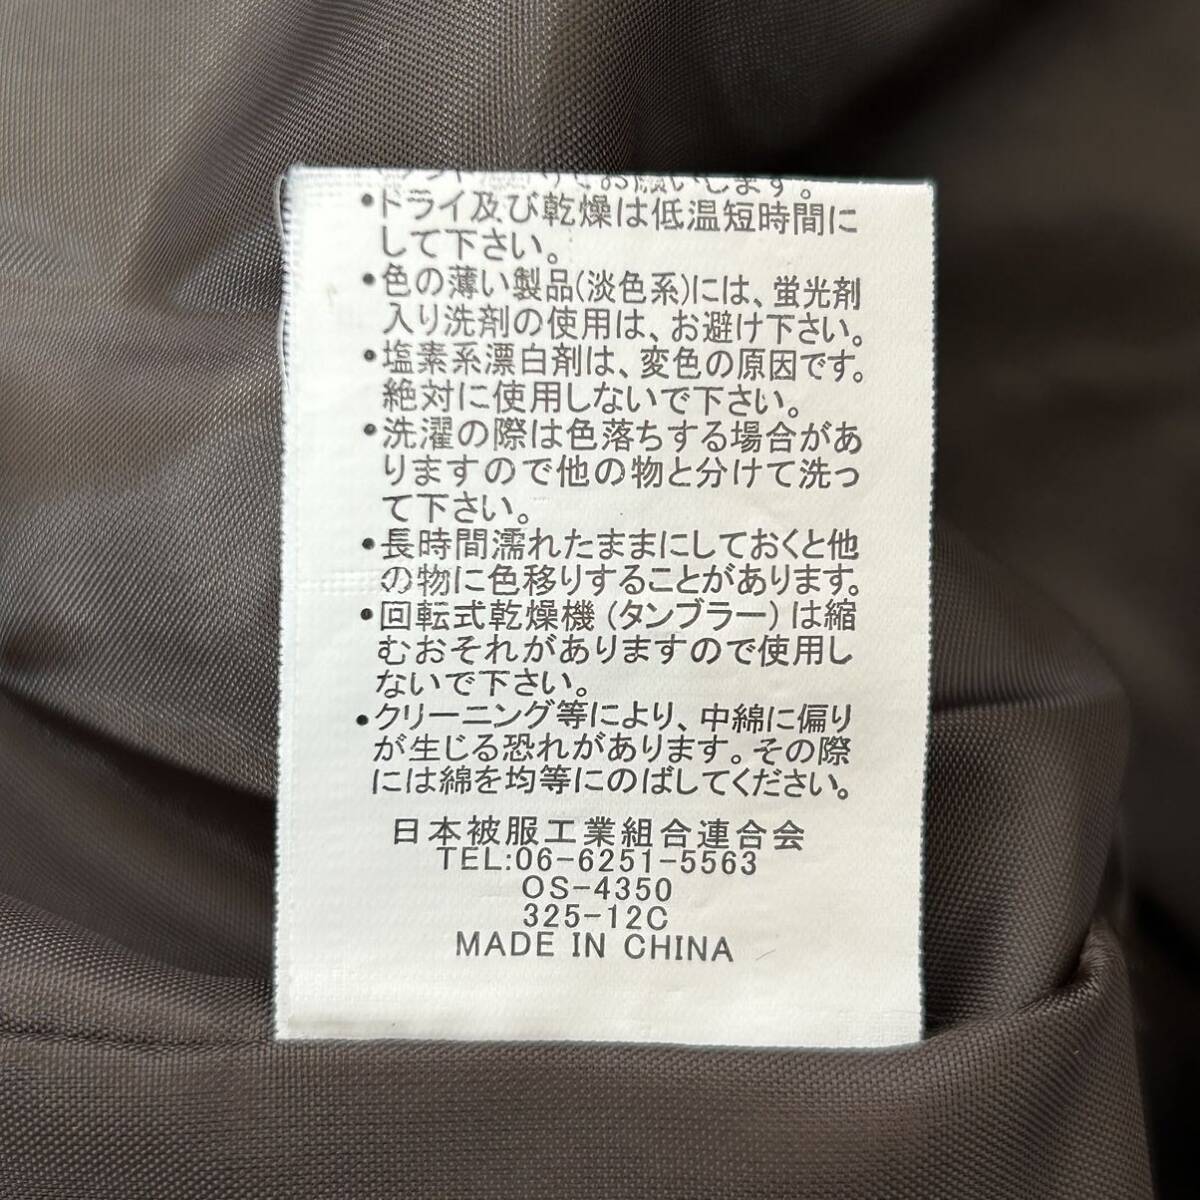 お願いします。
•ドライ及び乾燥は低温短時間に
して下さい。
•色の薄い製品(淡色系)には、蛍光剤
入り洗剤の使用は、お避け下さい。
•塩素系漂白剤は、変色の原因です。
絶対に使用しないで下さい。
•洗濯の際は色落ちする場合があ
りますので他の物と分けて洗っ
て下さい。
•長時間濡れたままにしておくと他
の物に色移りすることがあります。
•回転式乾燥機(タンブラー)は縮
むおそれがありますので使用し
ないで下さい。
•クリーニング等により、中綿に偏り
が生じる恐れがあります。その際
には綿を均等にのばしてください。
日本被服工業組合連合会
TEL:06-6251-5563
OS-4350
325-12C
MADE IN CHINA